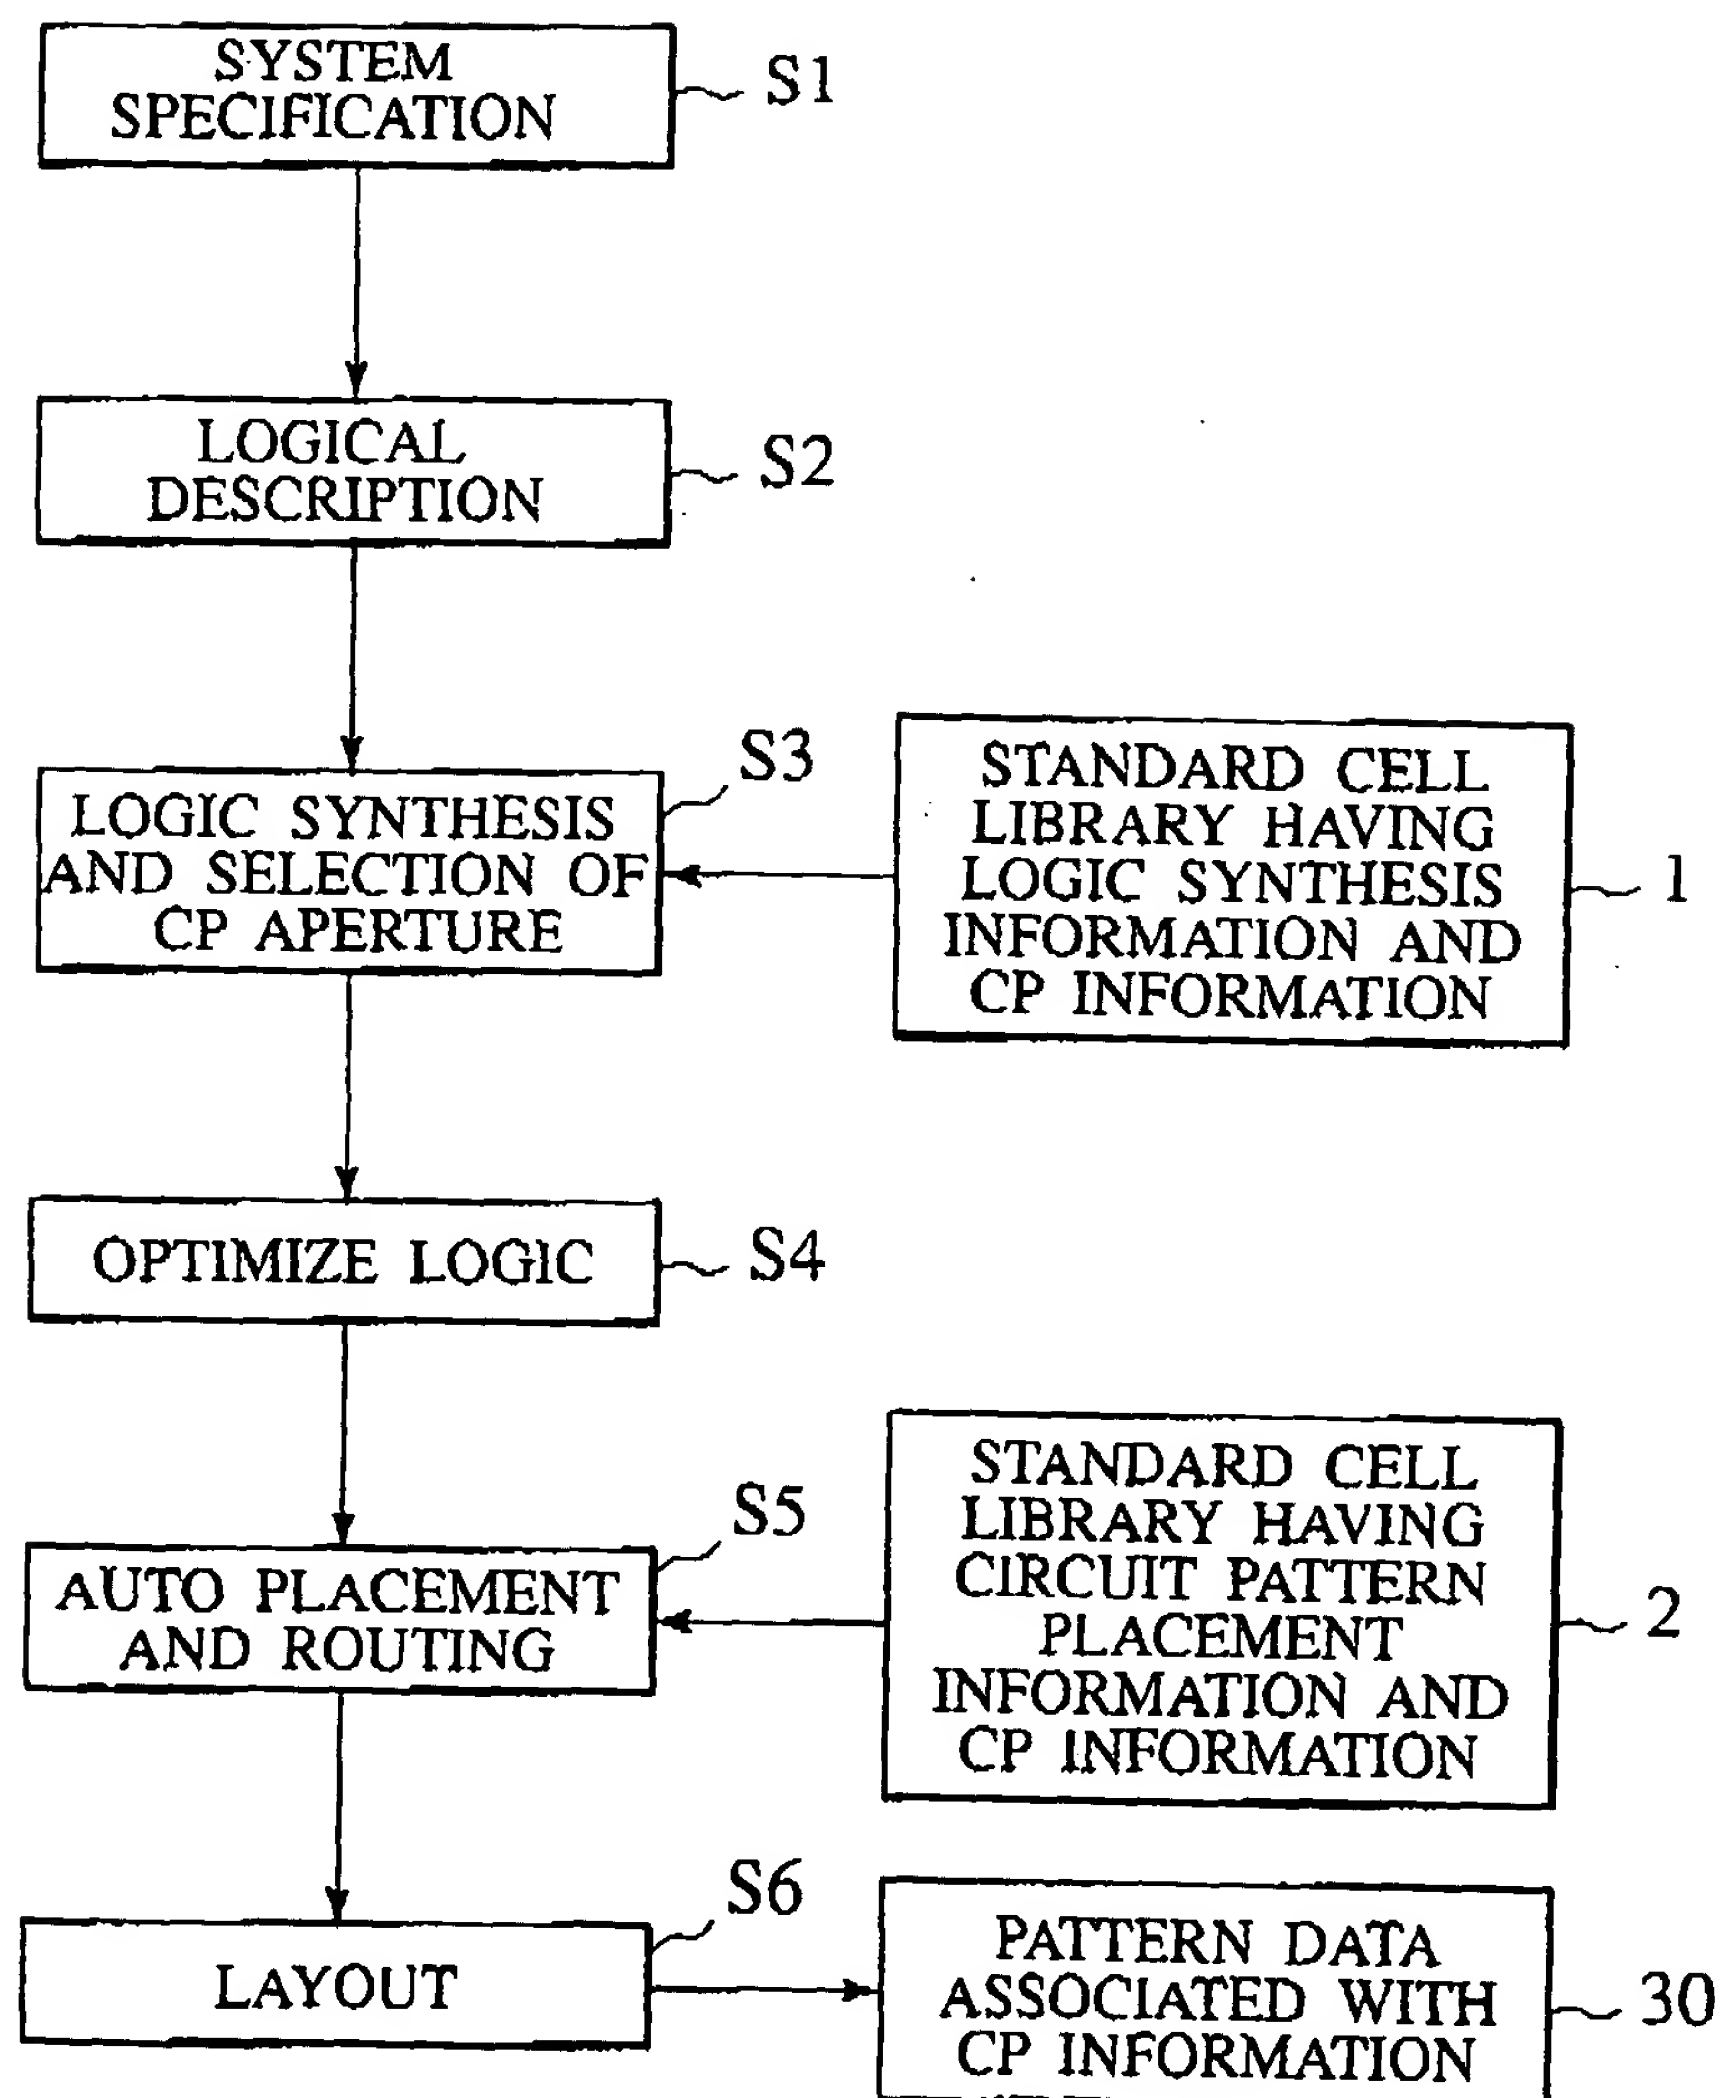 SYSTEM
SPECIFICATION
S1
LOGICAL
DESCRIPTION
S2
LOGIC SYNTHESIS
AND SELECTION OF
CP APERTURE
S3
STANDARD CELL
LIBRARY HAVING
LOGIC SYNTHESIS
INFORMATION AND
CP INFORMATION
1
OPTIMIZE LOGIC
S4
AUTO PLACEMENT
AND ROUTING
S5
STANDARD CELL
LIBRARY HAVING
CIRCUIT PATTERN
PLACEMENT
INFORMATION AND
CP INFORMATION
2
LAYOUT
S6
PATTERN DATA
ASSOCIATED WITH
CP INFORMATION
30